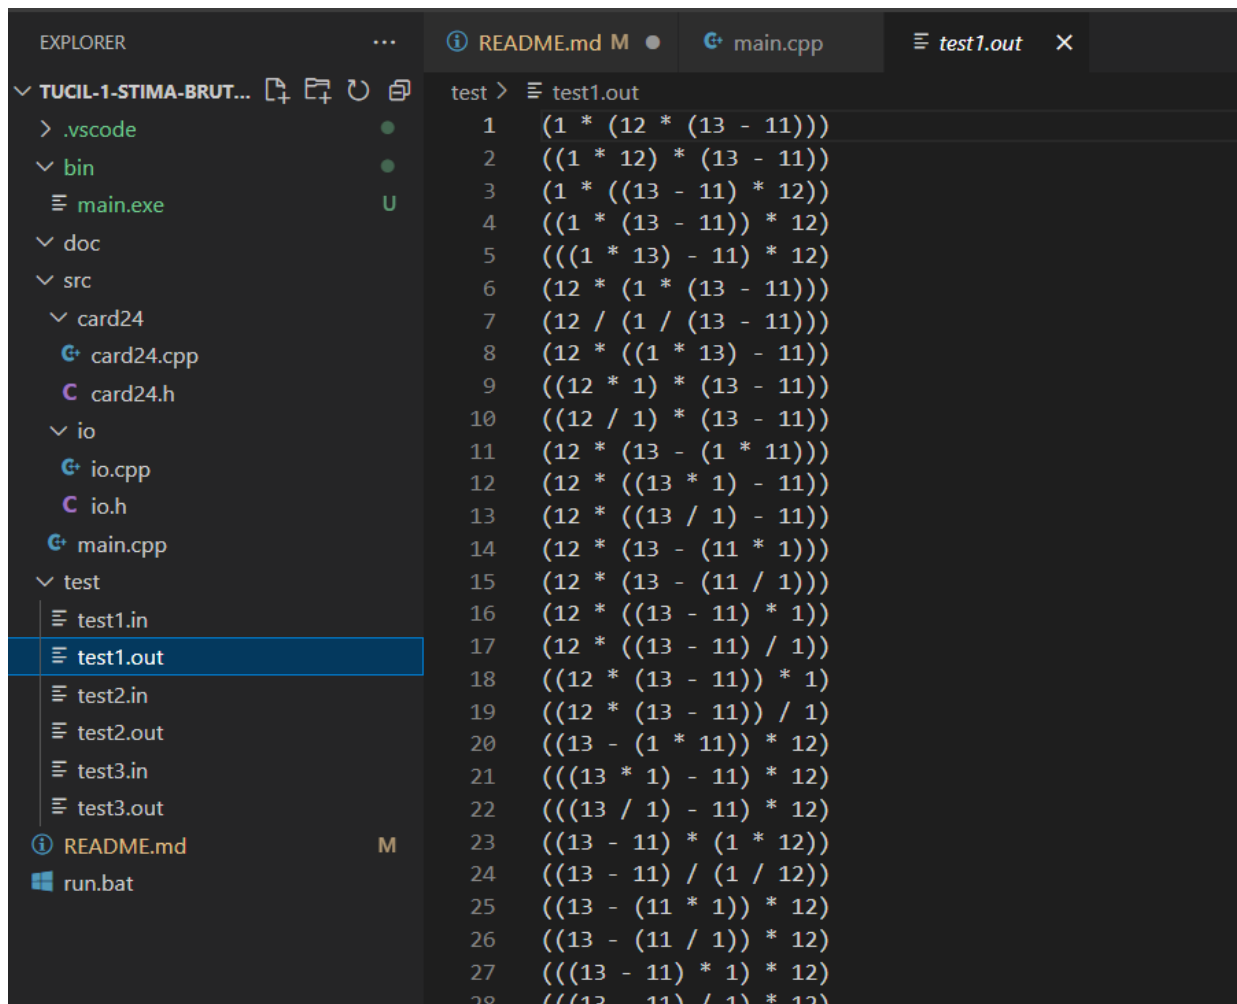 EXPLORER
TUCIL-1-STIMA-BRUT...
.vscode
bin
main.exe U
doc
src
card24
card24.cpp
card24.h
io
io.cpp
io.h
main.cpp
test
test1.in
test1.out
test2.in
test2.out
test3.in
test3.out
README.md M
run.bat
README.md M main.cpp test1.out
test > test1.out
1 (1 * (12 * (13 - 11)))
2 ((1 * 12) * (13 - 11))
3 (1 * ((13 - 11) * 12))
4 ((1 * (13 - 11)) * 12)
5 (((1 * 13) - 11) * 12)
6 (12 * (1 * (13 - 11)))
7 (12 / (1 / (13 - 11)))
8 (12 * ((1 * 13) - 11))
9 ((12 * 1) * (13 - 11))
10 ((12 / 1) * (13 - 11))
11 (12 * (13 - (1 * 11)))
12 (12 * ((13 * 1) - 11))
13 (12 * ((13 / 1) - 11))
14 (12 * (13 - (11 * 1)))
15 (12 * (13 - (11 / 1)))
16 (12 * ((13 - 11) * 1))
17 (12 * ((13 - 11) / 1))
18 ((12 * (13 - 11)) * 1)
19 ((12 * (13 - 11)) / 1)
20 ((13 - (1 * 11)) * 12)
21 (((13 * 1) - 11) * 12)
22 (((13 / 1) - 11) * 12)
23 ((13 - 11) * (1 * 12))
24 ((13 - 11) / (1 / 12))
25 ((13 - (11 * 1)) * 12)
26 ((13 - (11 / 1)) * 12)
27 (((13 - 11) * 1) * 12)
28 (((13 - 11) / 1) * 12)